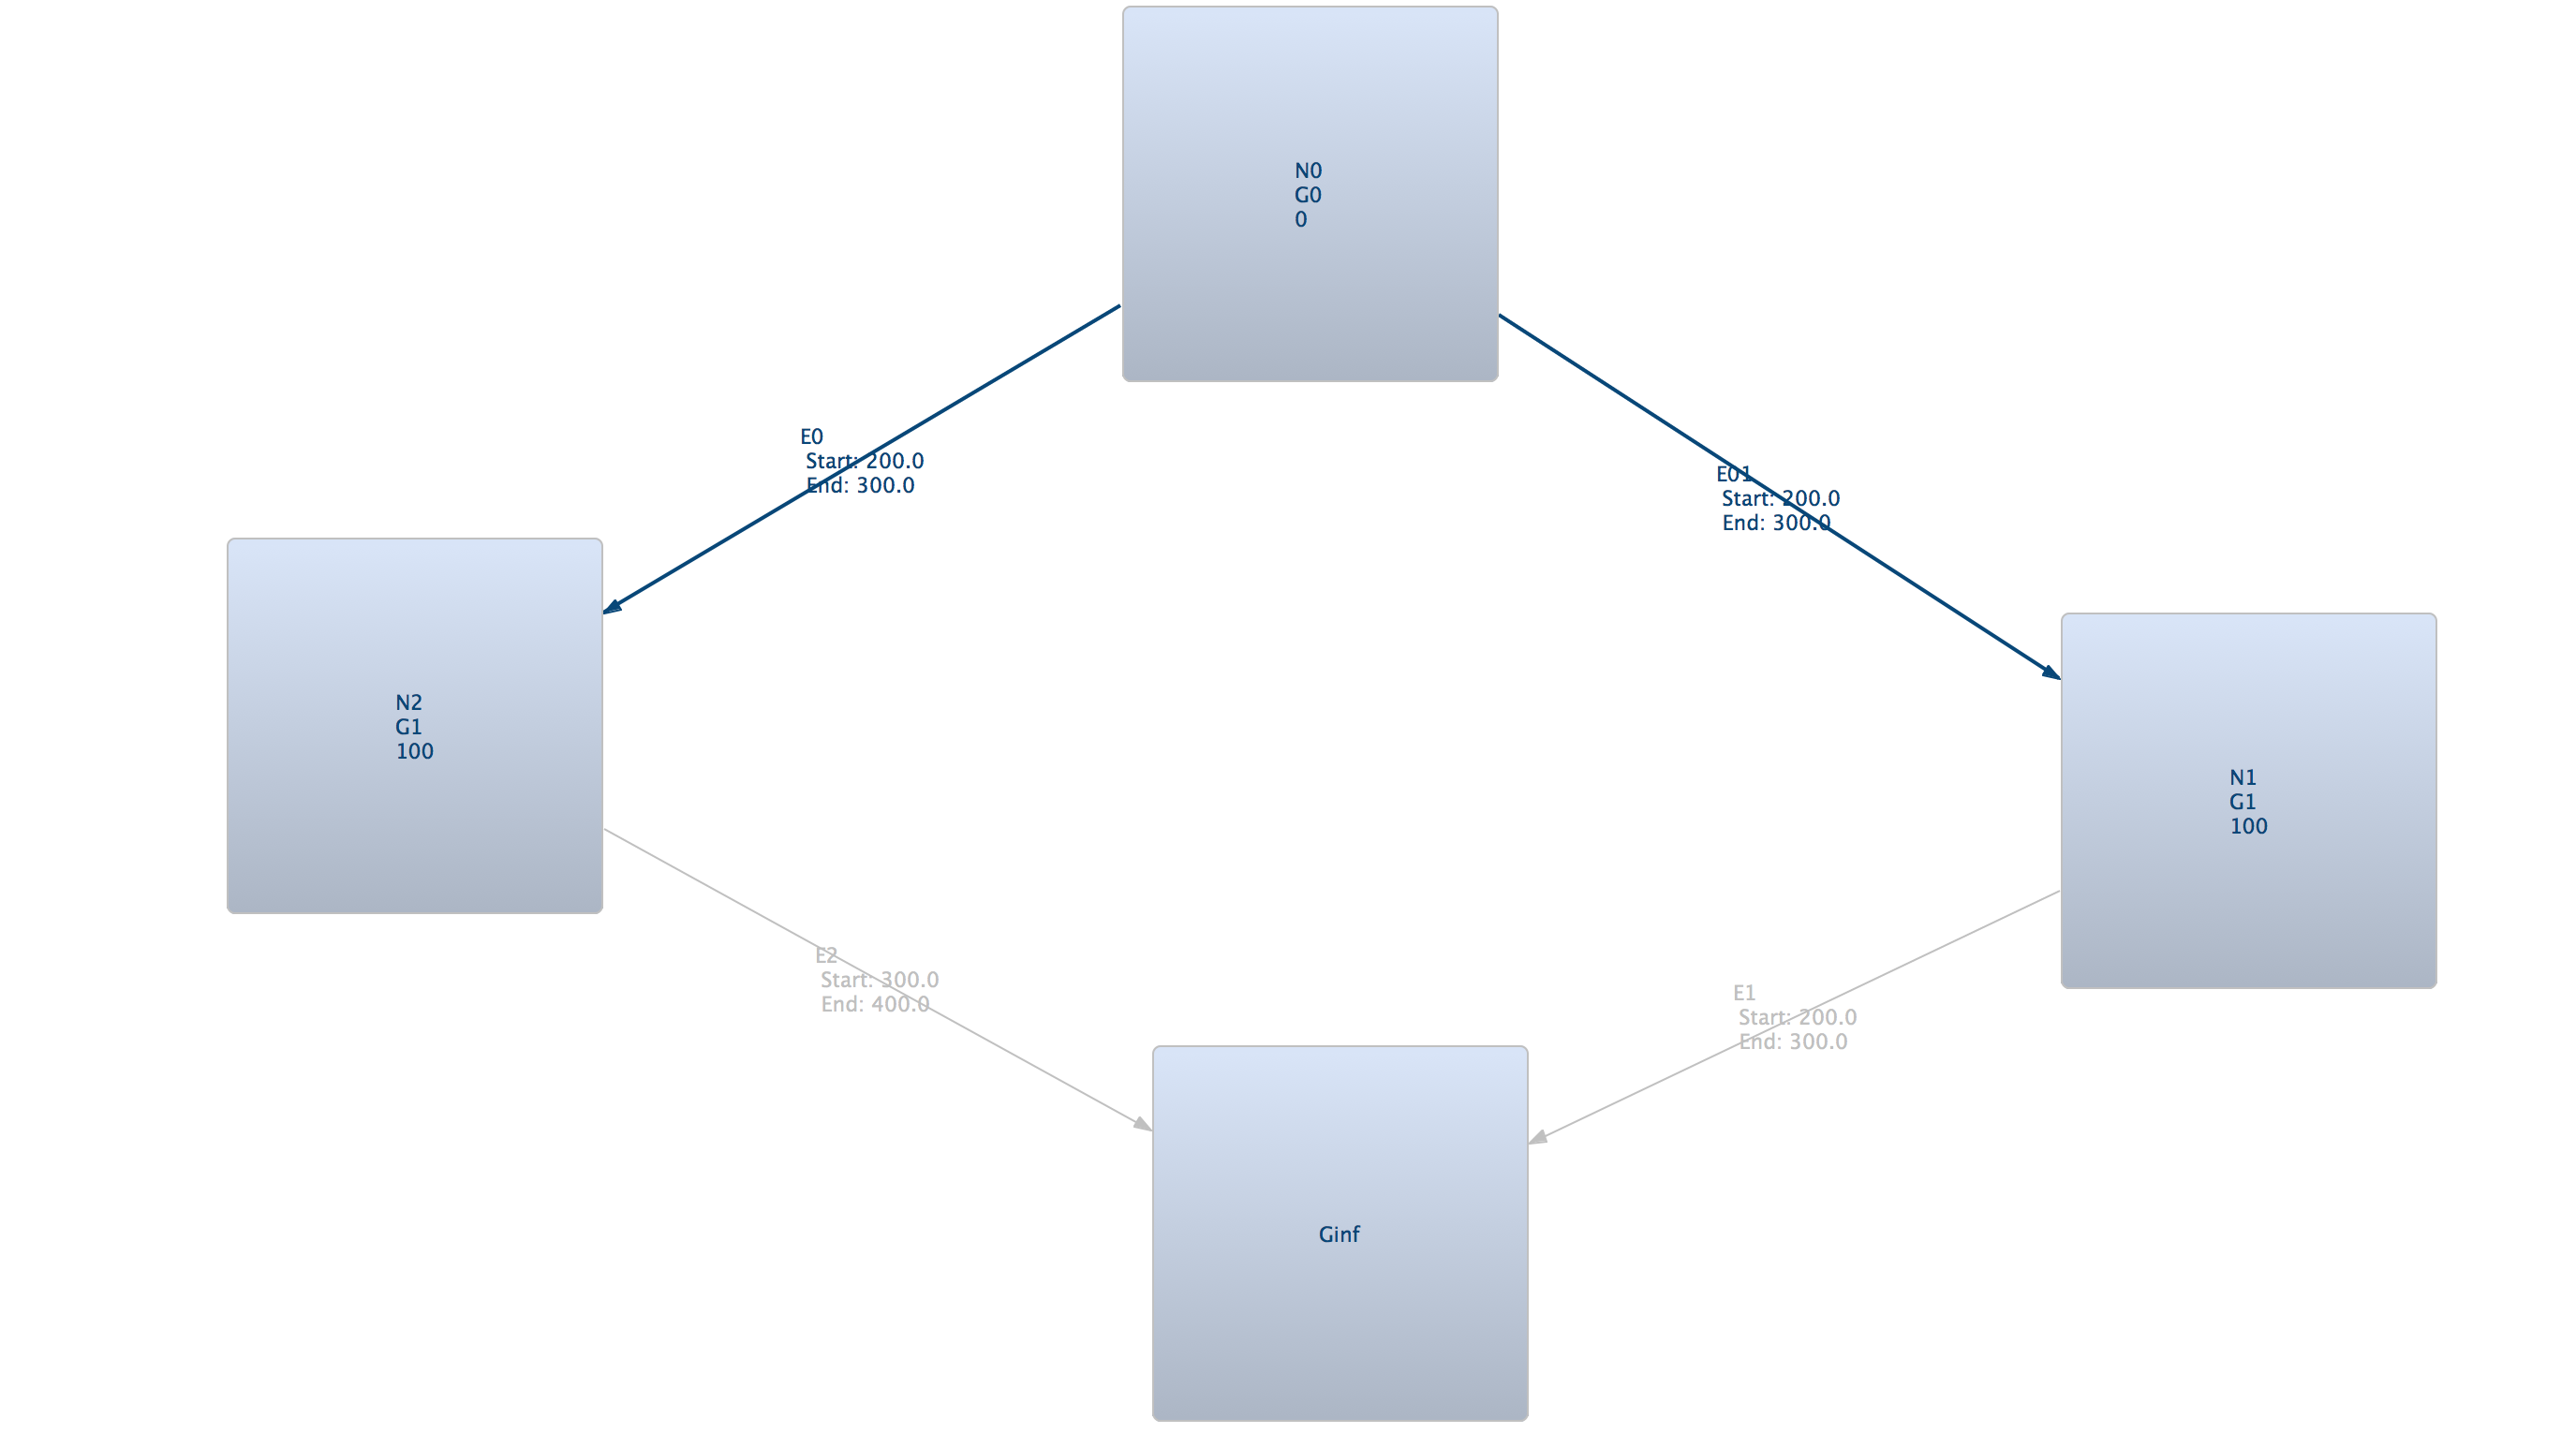 N0
G0
0
E0
Start: 200.0
End: 300.0
E01
Start: 200.0
End: 300.0
N2
G1
100
N1
G1
100
E2
Start: 300.0
End: 400.0
E1
Start: 200.0
End: 300.0
Ginf